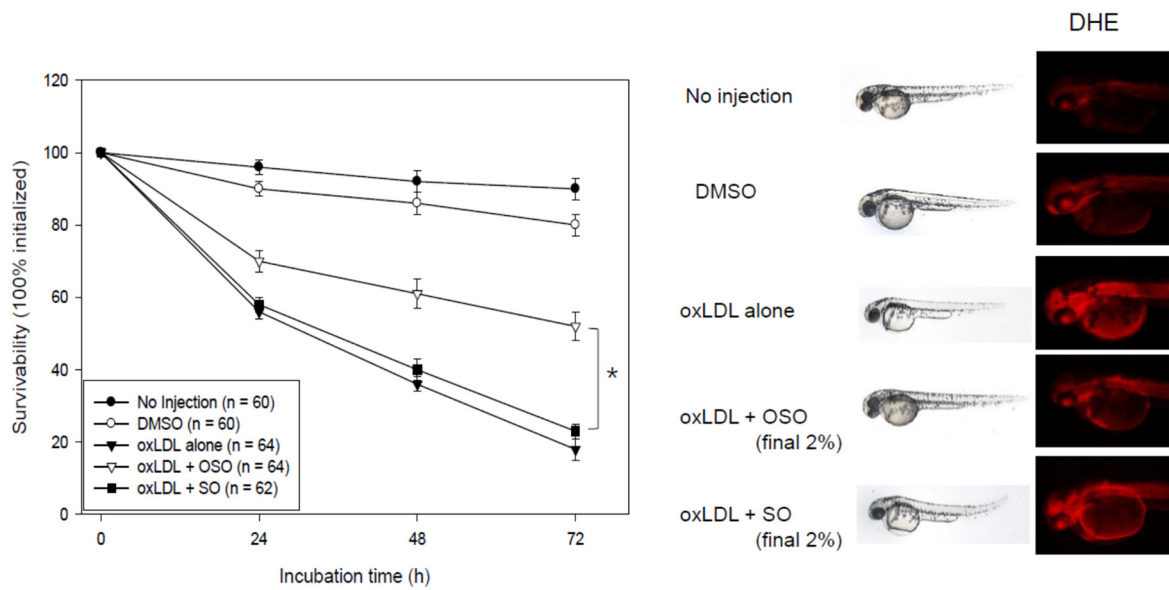 Survivability (100% initialized)
120
100
80
60
40
20
0
No Injection (n = 60)
DMSO (n = 60)
oxLDL alone (n = 64)
oxLDL + OSO (n = 64)
oxLDL + SO (n = 62)
*
0 24 48 72
Incubation time (h)
DHE
No injection
DMSO
oxLDL alone
oxLDL + OSO
(final 2%)
oxLDL + SO
(final 2%)